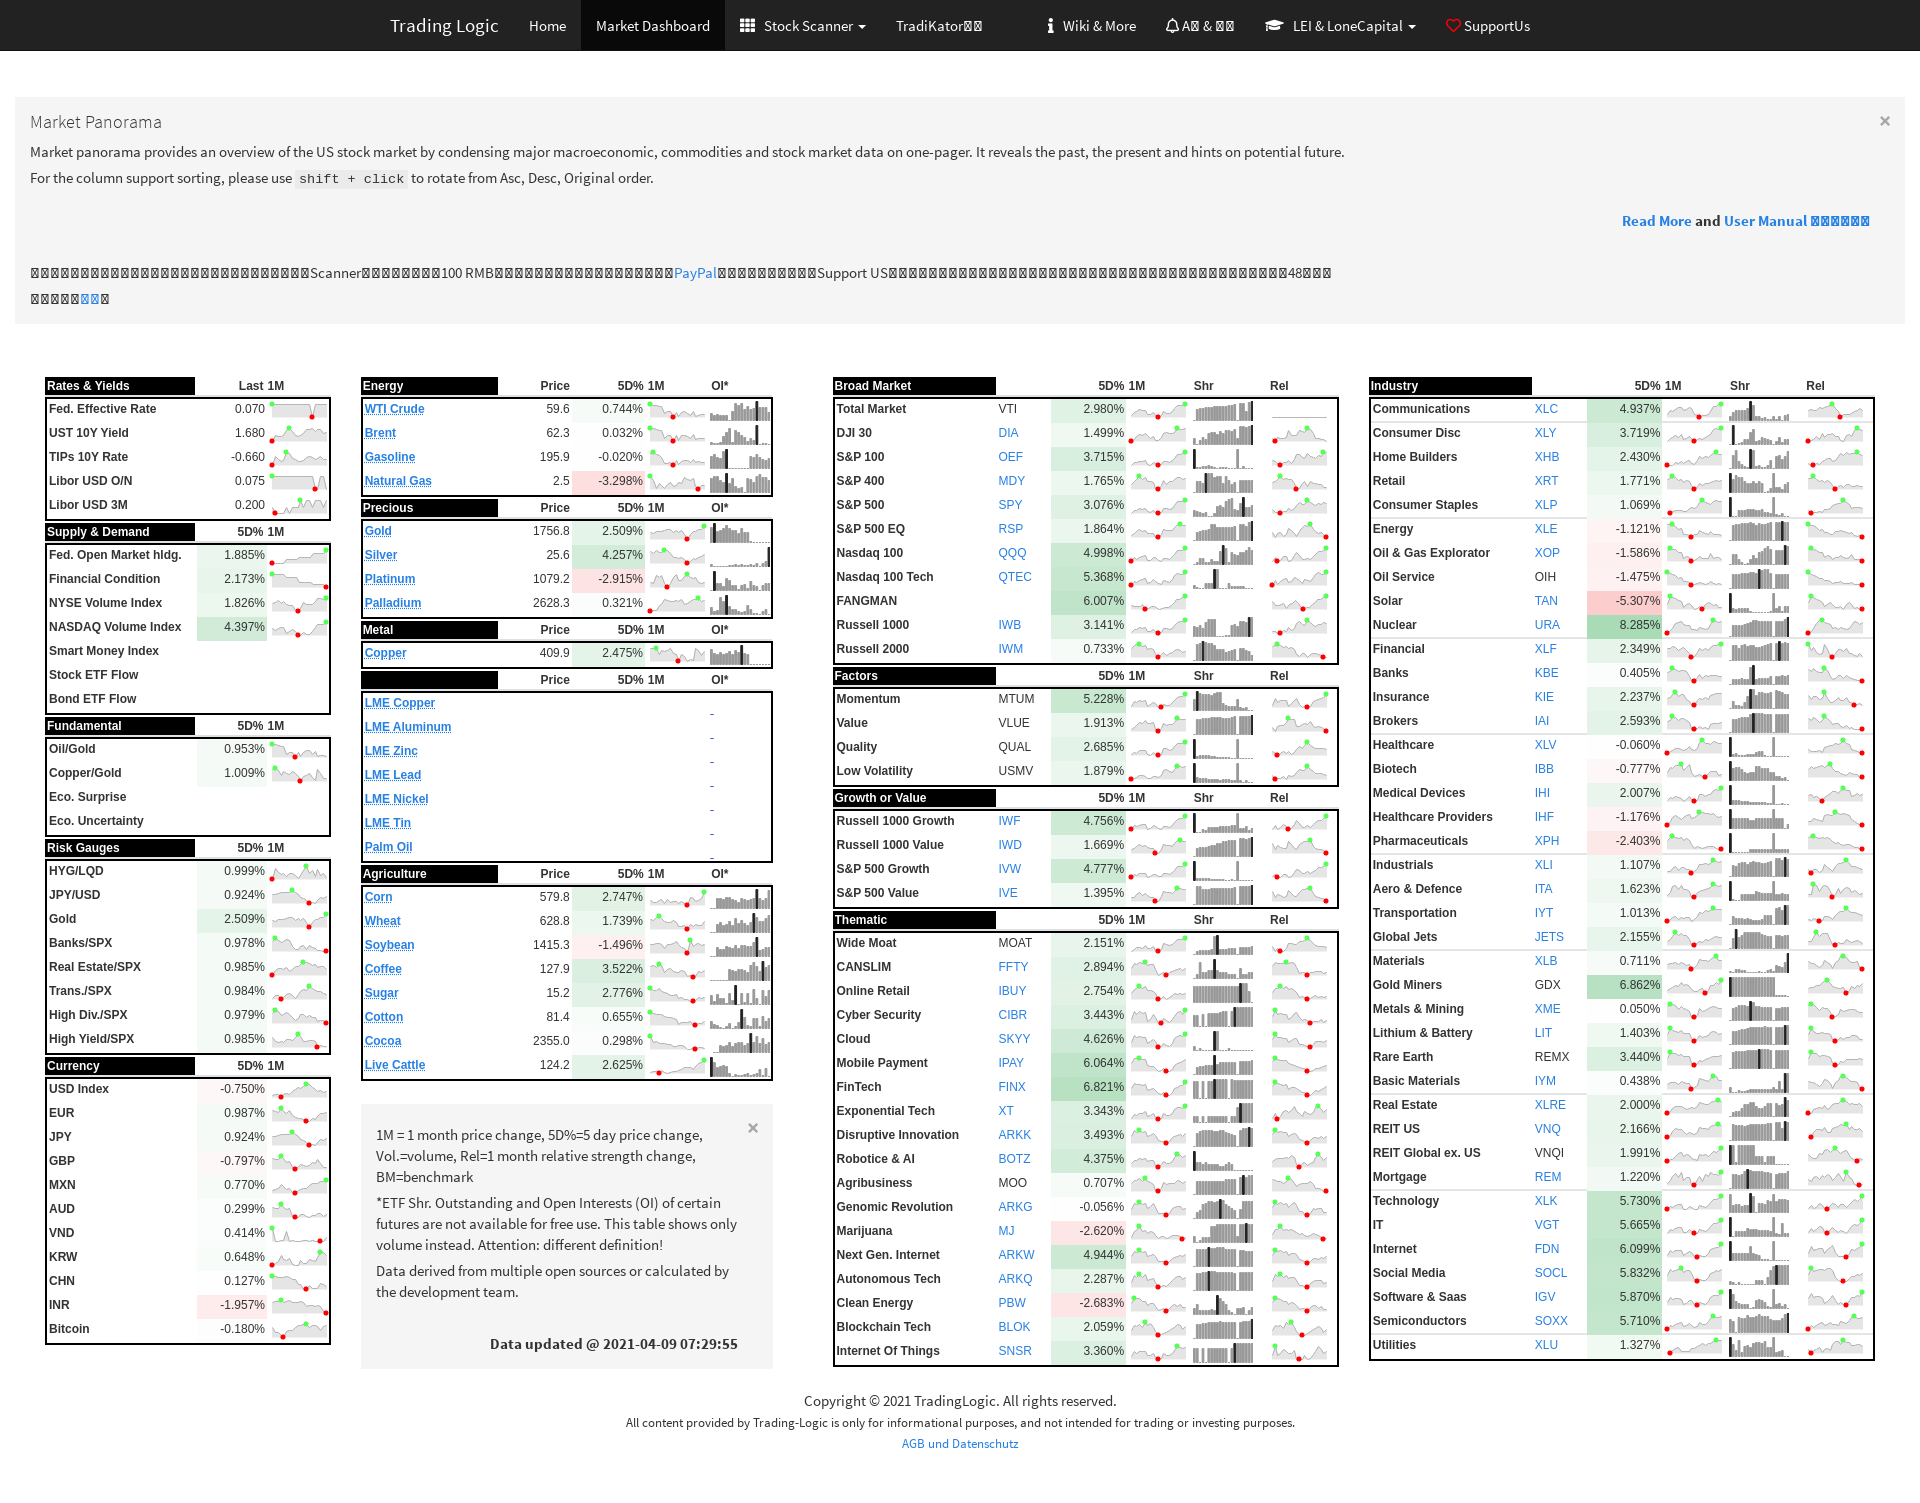 Trading Logic Home Market Dashboard Stock Scanner TradiKator Wiki & More A & LEI & LoneCapital SupportUs
Market Panorama ×
Market panorama provides an overview of the US stock market by condensing major macroeconomic, commodities and stock market data on one-pager. It reveals the past, the present and hints on potential future.
For the column support sorting, please use shift + click to rotate from Asc, Desc, Original order.
Read More and User Manual
Scanner 100 RMB PayPal Support US 48
Rates & Yields Last 1M
Fed. Effective Rate 0.070
UST 10Y Yield 1.680
TIPs 10Y Rate -0.660
Libor USD O/N 0.075
Libor USD 3M 0.200
Supply & Demand 5D% 1M
Fed. Open Market hldg. 1.885%
Financial Condition 2.173%
NYSE Volume Index 1.826%
NASDAQ Volume Index 4.397%
Smart Money Index
Stock ETF Flow
Bond ETF Flow
Fundamental 5D% 1M
Oil/Gold 0.953%
Copper/Gold 1.009%
Eco. Surprise
Eco. Uncertainty
Risk Gauges 5D% 1M
HYG/LQD 0.999%
JPY/USD 0.924%
Gold 2.509%
Banks/SPX 0.978%
Real Estate/SPX 0.985%
Trans./SPX 0.984%
High Div./SPX 0.979%
High Yield/SPX 0.985%
Currency 5D% 1M
USD Index -0.750%
EUR 0.987%
JPY 0.924%
GBP -0.797%
MXN 0.770%
AUD 0.299%
VND 0.414%
KRW 0.648%
CHN 0.127%
INR -1.957%
Bitcoin -0.180%
Energy Price 5D% 1M OI*
WTI Crude 59.6 0.744%
Brent 62.3 0.032%
Gasoline 195.9 -0.020%
Natural Gas 2.5 -3.298%
Precious Price 5D% 1M OI*
Gold 1756.8 2.509%
Silver 25.6 4.257%
Platinum 1079.2 -2.915%
Palladium 2628.3 0.321%
Metal Price 5D% 1M OI*
Copper 409.9 2.475%
Price 5D% 1M OI*
LME Copper -
LME Aluminum -
LME Zinc -
LME Lead -
LME Nickel -
LME Tin -
Palm Oil -
Agriculture Price 5D% 1M OI*
Corn 579.8 2.747%
Wheat 628.8 1.739%
Soybean 1415.3 -1.496%
Coffee 127.9 3.522%
Sugar 15.2 2.776%
Cotton 81.4 0.655%
Cocoa 2355.0 0.298%
Live Cattle 124.2 2.625%
×
1M = 1 month price change, 5D%=5 day price change,
Vol.=volume, Rel=1 month relative strength change,
BM=benchmark
*ETF Shr. Outstanding and Open Interests (OI) of certain
futures are not available for free use. This table shows only
volume instead. Attention: different definition!
Data derived from multiple open sources or calculated by
the development team.
Data updated @ 2021-04-09 07:29:55
Broad Market 5D% 1M Shr Rel
Total Market VTI 2.980%
DJI 30 DIA 1.499%
S&P 100 OEF 3.715%
S&P 400 MDY 1.765%
S&P 500 SPY 3.076%
S&P 500 EQ RSP 1.864%
Nasdaq 100 QQQ 4.998%
Nasdaq 100 Tech QTEC 5.368%
FANGMAN 6.007%
Russell 1000 IWB 3.141%
Russell 2000 IWM 0.733%
Factors 5D% 1M Shr Rel
Momentum MTUM 5.228%
Value VLUE 1.913%
Quality QUAL 2.685%
Low Volatility USMV 1.879%
Growth or Value 5D% 1M Shr Rel
Russell 1000 Growth IWF 4.756%
Russell 1000 Value IWD 1.669%
S&P 500 Growth IVW 4.777%
S&P 500 Value IVE 1.395%
Thematic 5D% 1M Shr Rel
Wide Moat MOAT 2.151%
CANSLIM FFTY 2.894%
Online Retail IBUY 2.754%
Cyber Security CIBR 3.443%
Cloud SKYY 4.626%
Mobile Payment IPAY 6.064%
FinTech FINX 6.821%
Exponential Tech XT 3.343%
Disruptive Innovation ARKK 3.493%
Robotice & AI BOTZ 4.375%
Agribusiness MOO 0.707%
Genomic Revolution ARKG -0.056%
Marijuana MJ -2.620%
Next Gen. Internet ARKW 4.944%
Autonomous Tech ARKQ 2.287%
Clean Energy PBW -2.683%
Blockchain Tech BLOK 2.059%
Internet Of Things SNSR 3.360%
Industry 5D% 1M Shr Rel
Communications XLC 4.937%
Consumer Disc XLY 3.719%
Home Builders XHB 2.430%
Retail XRT 1.771%
Consumer Staples XLP 1.069%
Energy XLE -1.121%
Oil & Gas Explorator XOP -1.586%
Oil Service OIH -1.475%
Solar TAN -5.307%
Nuclear URA 8.285%
Financial XLF 2.349%
Banks KBE 0.405%
Insurance KIE 2.237%
Brokers IAI 2.593%
Healthcare XLV -0.060%
Biotech IBB -0.777%
Medical Devices IHI 2.007%
Healthcare Providers IHF -1.176%
Pharmaceuticals XPH -2.403%
Industrials XLI 1.107%
Aero & Defence ITA 1.623%
Transportation IYT 1.013%
Global Jets JETS 2.155%
Materials XLB 0.711%
Gold Miners GDX 6.862%
Metals & Mining XME 0.050%
Lithium & Battery LIT 1.403%
Rare Earth REMX 3.440%
Basic Materials IYM 0.438%
Real Estate XLRE 2.000%
REIT US VNQ 2.166%
REIT Global ex. US VNQI 1.991%
Mortgage REM 1.220%
Technology XLK 5.730%
IT VGT 5.665%
Internet FDN 6.099%
Social Media SOCL 5.832%
Software & Saas IGV 5.870%
Semiconductors SOXX 5.710%
Utilities XLU 1.327%
Copyright © 2021 TradingLogic. All rights reserved.
All content provided by Trading-Logic is only for informational purposes, and not intended for trading or investing purposes.
AGB und Datenschutz